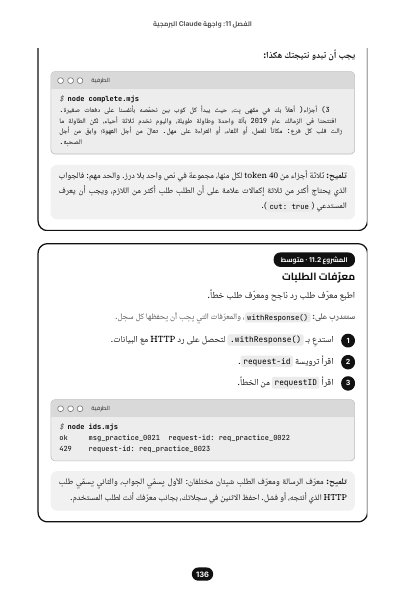 الفصل 11: واجهة Claude البرمجية
يجب أن تبدو نتيجتك هكذا:
الطرفية
$ node complete.mjs
3) أجزاء( أهلاً بك في مقهى بِت، حيث يبدأ كل كوب ببن نحمّصه بأنفسنا على دفعات صغيرة.
افتتحنا في الزمالك عام 2019 بآلة واحدة وطاولة طويلة، واليوم نخدم ثلاثة أحياء، لكن الطاولة ما
زالت قلب كل فرع: مكاناً للعمل، أو اللقاء، أو القراءة على مهل. تعال من أجل القهوة، وابقَ من أجل
الصحبة.
تلميح: ثلاثة أجزاء من 40 token لكل منها، مجموعة في نص واحد بلا درز. والحد مهم: فالجواب
الذي يحتاج أكثر من ثلاثة إكمالات علامة على أن الطلب طلب أكثر من اللازم، ويجب أن يعرف
المستدعي ( cut: true ).
المشروع 11.2 · متوسط
معرّفات الطلبات
اطبع معرّف طلب رد ناجح ومعرّف طلب خطأ.
ستتدرب على: withResponse()، والمعرّفات التي يجب أن يحفظها كل سجل.
1 استدعِ بـ .withResponse() لتحصل على رد HTTP مع البيانات.
2 اقرأ ترويسة request-id.
3 اقرأ requestID من الخطأ.
الطرفية
$ node ids.mjs
ok msg_practice_0021 request-id: req_practice_0022
429 request-id: req_practice_0023
تلميح: معرّف الرسالة ومعرّف الطلب شيئان مختلفان: الأول يسمّي الجواب، والثاني يسمّي طلب
HTTP الذي أنتجه، أو فشل. احفظ الاثنين في سجلاتك، بجانب معرّفك أنت لطلب المستخدم.
136